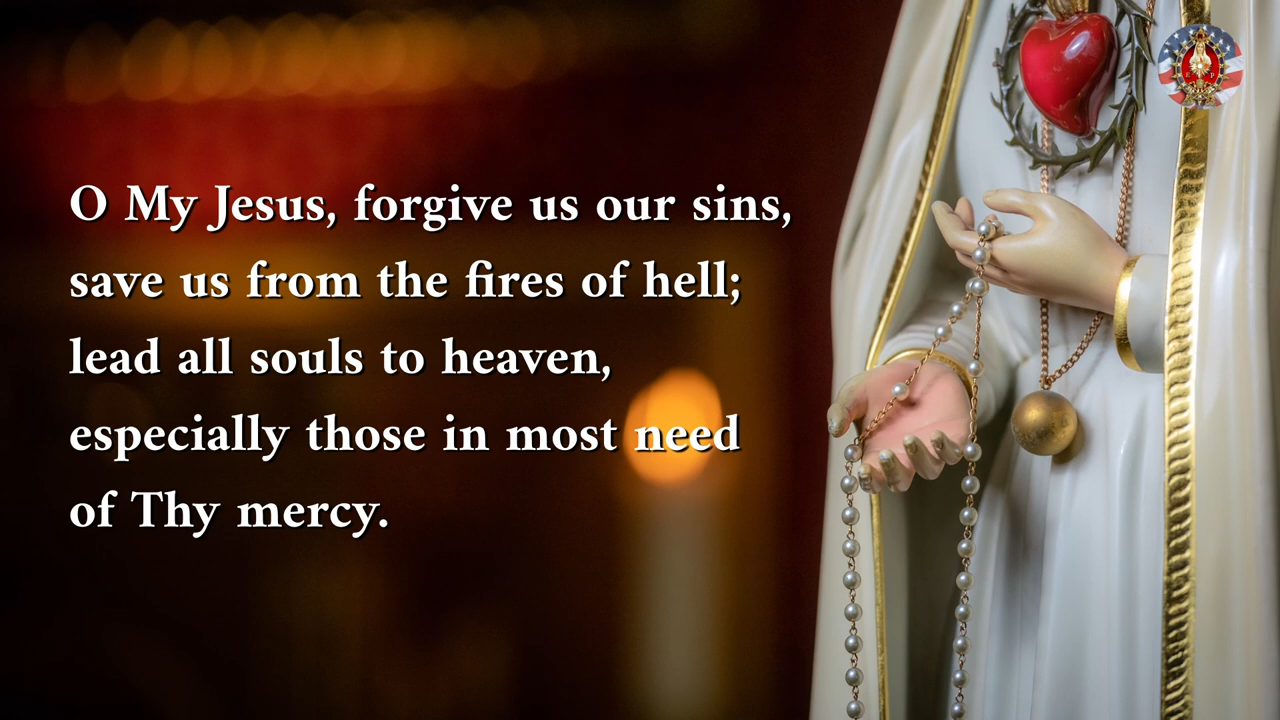 O My Jesus, forgive us our sins,
save us from the fires of hell;
lead all souls to heaven,
especially those in most need
of Thy mercy.